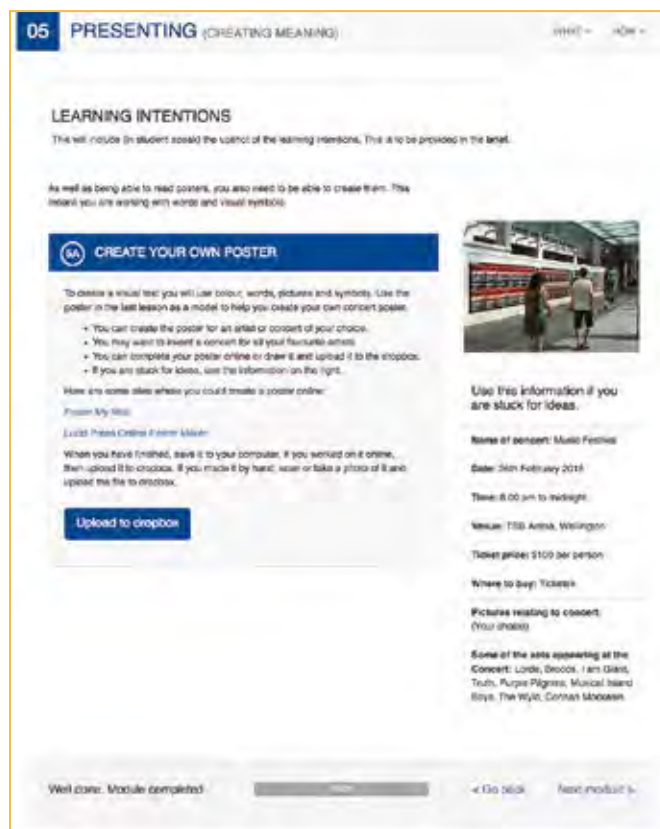 05 PRESENTING (CREATING MEANING)
WHAT HOW
LEARNING INTENTIONS
This will include (in student speak) the upshot of the learning intentions. This is to be provided in the brief.
As well as being able to read posters, you also need to be able to create them. This
means you are working with words and visual symbols.
5A CREATE YOUR OWN POSTER
To create a visual text you will use colour, words, pictures and symbols. Use the
poster in the last lesson as a model to help you create your own concert poster.
• You can create the poster for an artist or concert of your choice.
• You may want to invent a concert for all your favourite artists.
• You can complete your poster online or draw it and upload it to the dropbox.
• If you are stuck for ideas, use the information on the right.
Here are some sites where you could create a poster online:
Poster My Wall
Lucid Press Online Poster Maker
When you have finished, save it to your computer, if you worked on it online,
then upload it to dropbox. If you made it by hand, scan or take a photo of it and
upload the file to dropbox.
Upload to dropbox
Use this information if you
are stuck for ideas.
Name of concert: Music Festival
Date: 26th February 2015
Time: 8.00 pm to midnight
Venue: TSB Arena, Wellington
Ticket price: $100 per person
Where to buy: Ticketek
Pictures relating to concert:
(Your choice)
Some of the acts appearing at the
Concert: Lorde, Broods, I am Giant,
Truth, Purple Pilgrims, Musical Island
Boys, The Wyld, Connan Mockasin.
Well done. Module completed
< Go back
Next module >